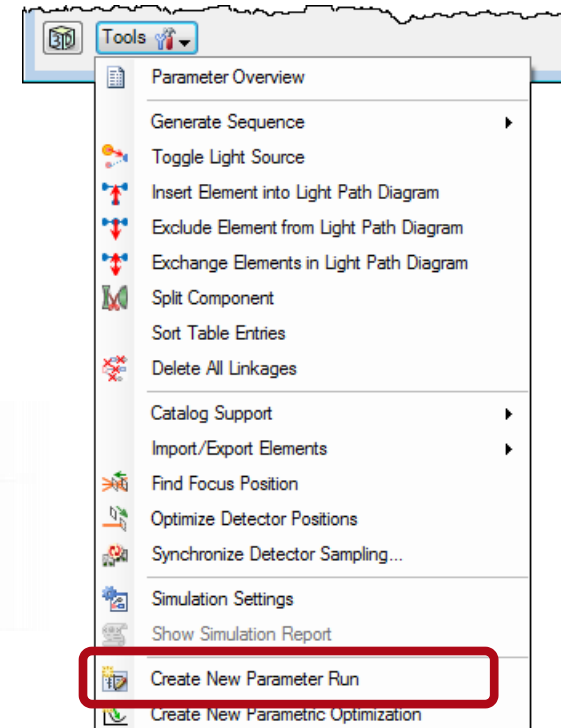 3D
Tools
Parameter Overview
Generate Sequence
Toggle Light Source
Insert Element into Light Path Diagram
Exclude Element from Light Path Diagram
Exchange Elements in Light Path Diagram
Split Component
Sort Table Entries
Delete All Linkages
Catalog Support
Import/Export Elements
Find Focus Position
Optimize Detector Positions
Synchronize Detector Sampling...
Simulation Settings
Show Simulation Report
Create New Parameter Run
Create New Parametric Optimization